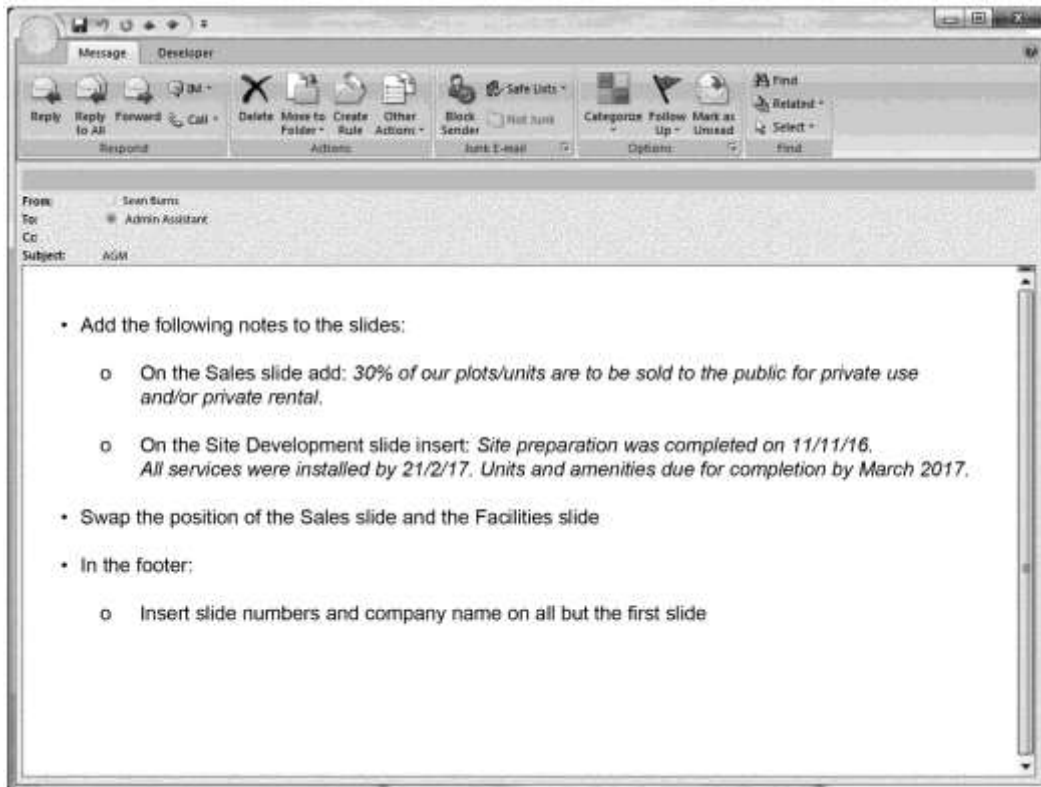 Message Developer
Reply Reply to All Forward IM Call
Respond
Delete Move to Folder Create Rule Other Actions
Actions
Block Sender Safe Lists Not Junk
Junk E-mail
Categorize Follow Up Mark as Unread
Options
Find Related Select
Find
From: Sean Burns
To: Admin Assistant
Cc:
Subject: AGM
• Add the following notes to the slides:
o On the Sales slide add: 30% of our plots/units are to be sold to the public for private use
and/or private rental.
o On the Site Development slide insert: Site preparation was completed on 11/11/16.
All services were installed by 21/2/17. Units and amenities due for completion by March 2017.
• Swap the position of the Sales slide and the Facilities slide
• In the footer:
o Insert slide numbers and company name on all but the first slide